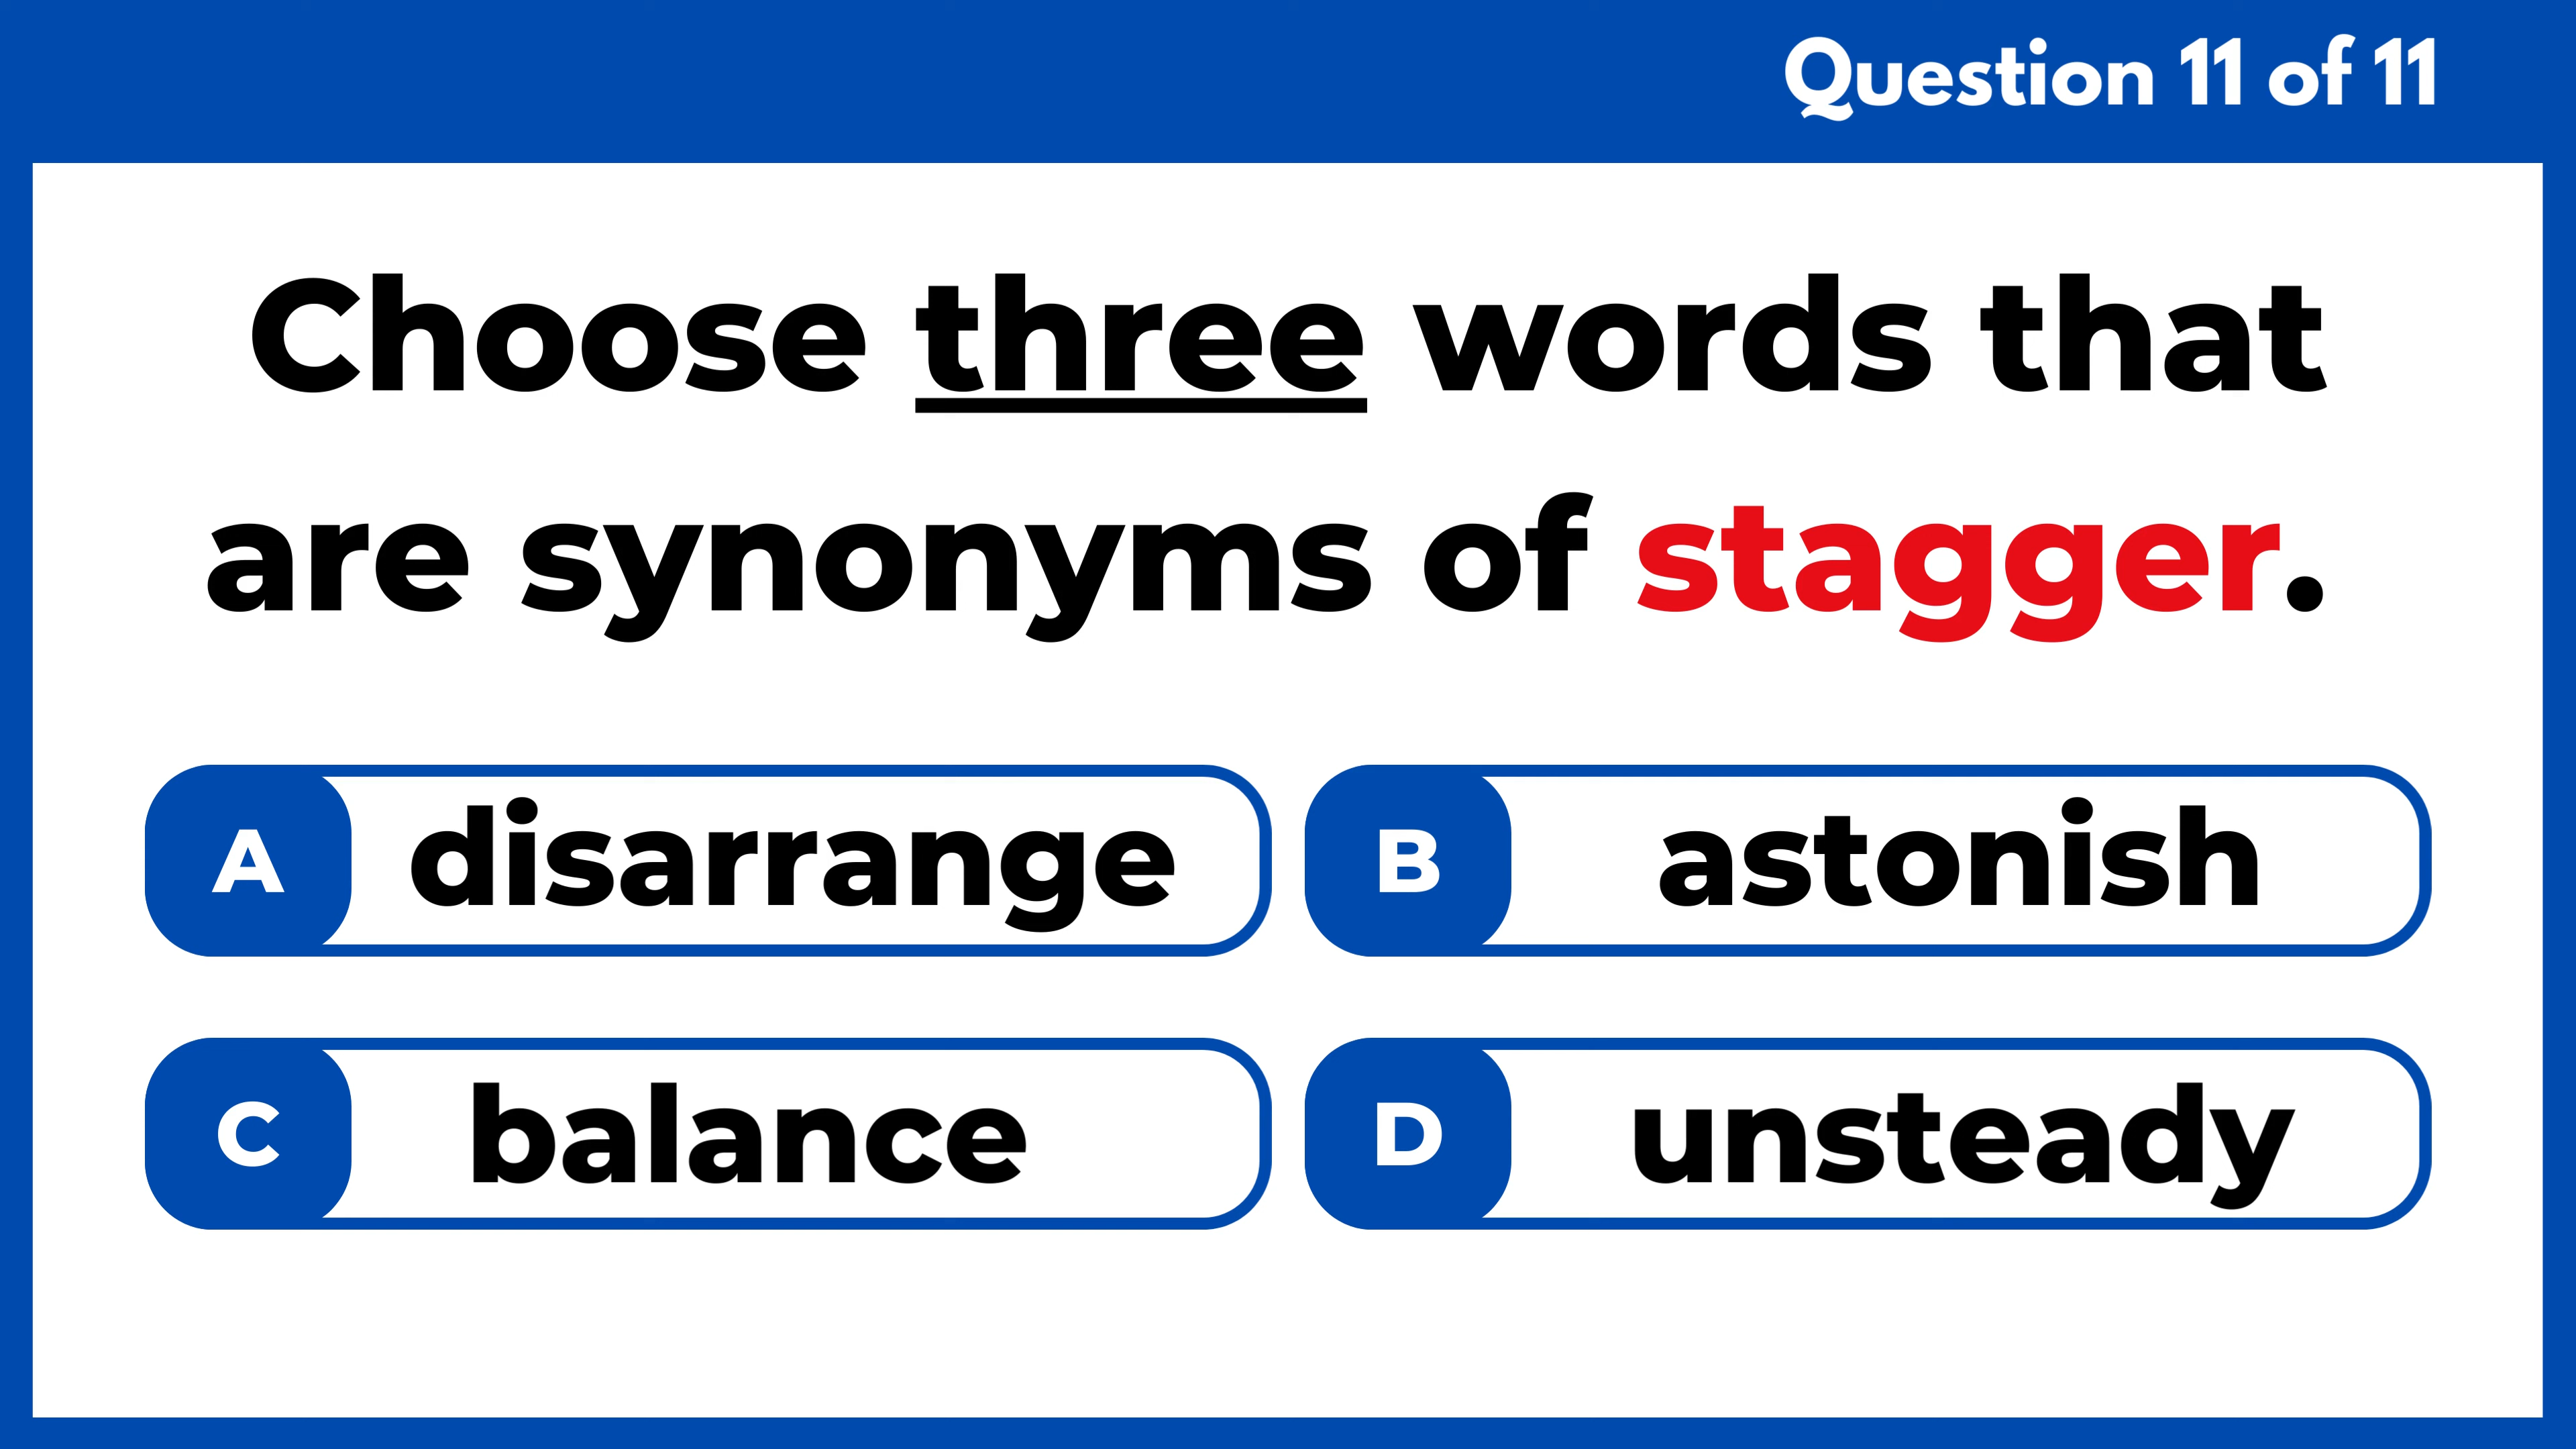 Question 11 of 11
Choose three words that
are synonyms of stagger.
A disarrange
B astonish
C balance
D unsteady